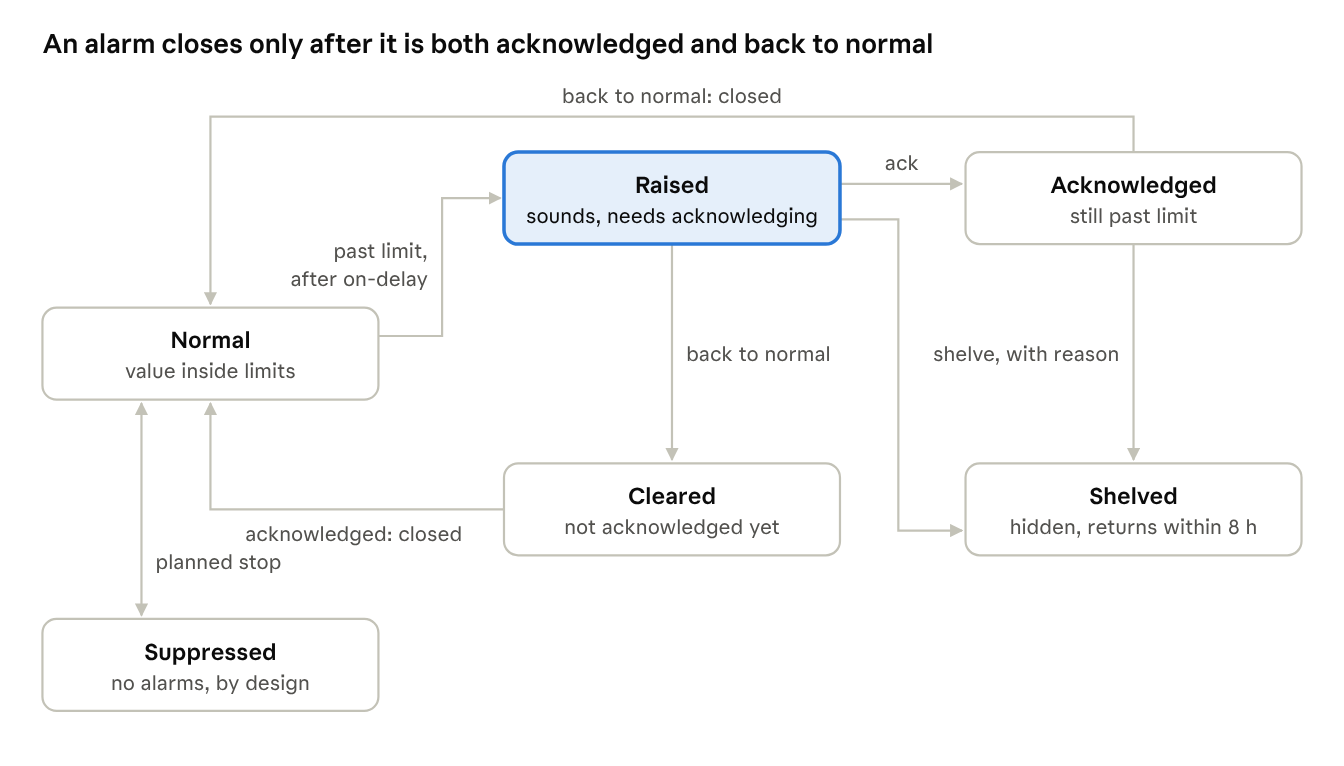 An alarm closes only after it is both acknowledged and back to normal
back to normal: closed
Raised
sounds, needs acknowledging
ack
Acknowledged
still past limit
past limit,
after on-delay
Normal
value inside limits
back to normal
shelve, with reason
Cleared
not acknowledged yet
Shelved
hidden, returns within 8 h
acknowledged: closed
planned stop
Suppressed
no alarms, by design